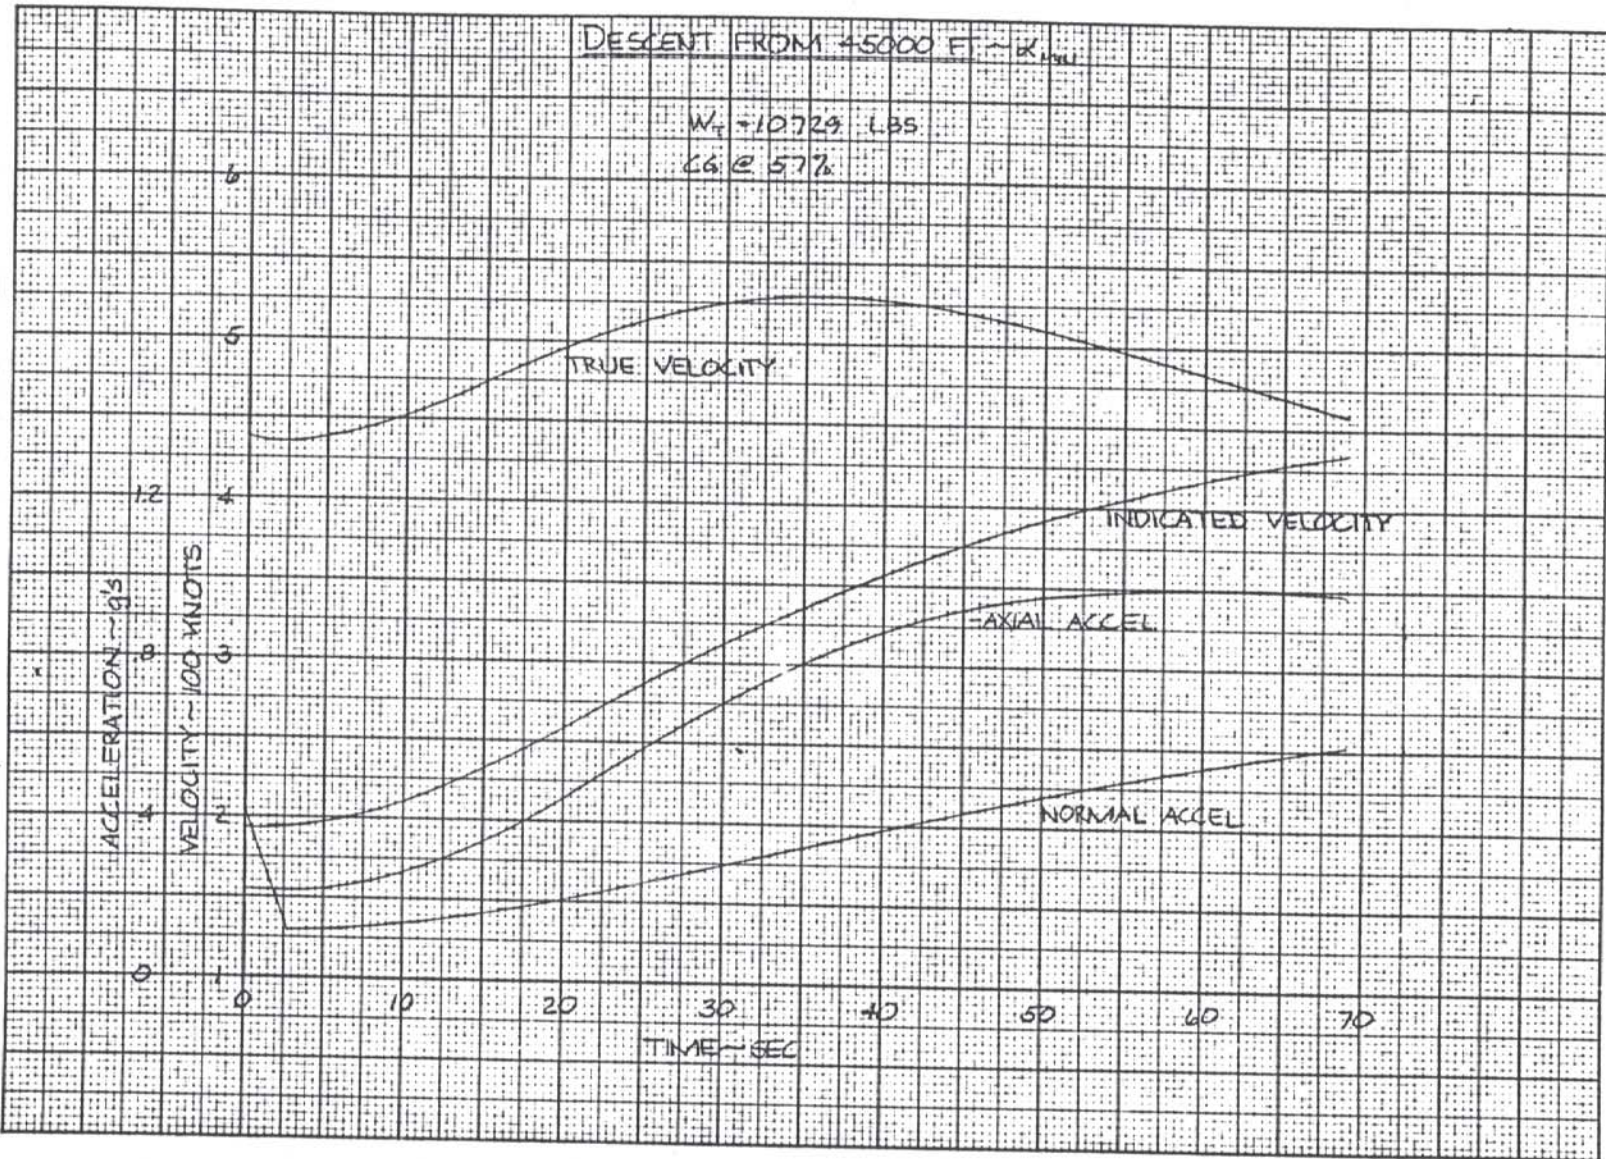 DESCENT FROM 45000 FT ~ α MIN
WT = 10729 LBS
CG @ 57%
6
5
TRUE VELOCITY
1.2 4
INDICATED VELOCITY
ACCELERATION ~ g's
VELOCITY ~ 100 KNOTS
.8 3
-AXIAL ACCEL
.4 2
NORMAL ACCEL
0 1
0 10 20 30 40 50 60 70
TIME ~ SEC